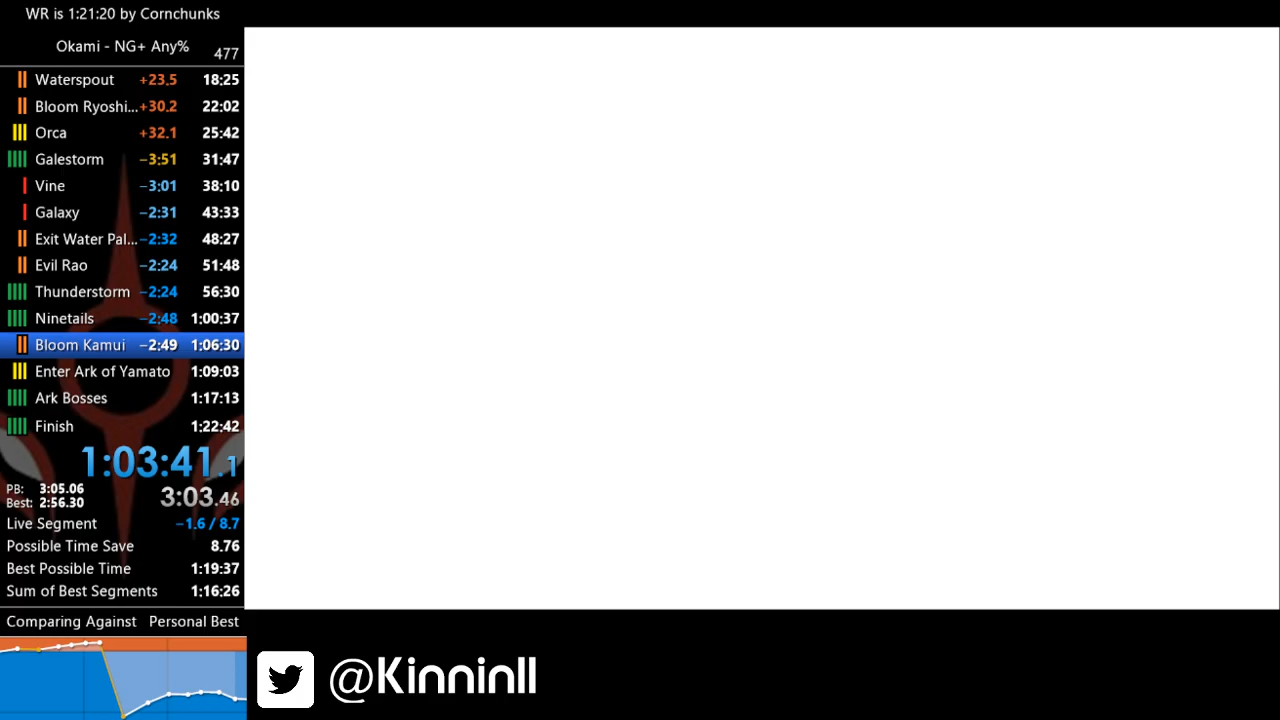 WR is 1:21:20 by Cornchunks
Okami - NG+ Any%
477
Waterspout +23.5 18:25
Bloom Ryoshi... +30.2 22:02
Orca +32.1 25:42
Galestorm −3:51 31:47
Vine −3:01 38:10
Galaxy −2:31 43:33
Exit Water Pal... −2:32 48:27
Evil Rao −2:24 51:48
Thunderstorm −2:24 56:30
Ninetails −2:48 1:00:37
Bloom Kamui −2:49 1:06:30
Enter Ark of Yamato 1:09:03
Ark Bosses 1:17:13
Finish 1:22:42
1:03:41.1
PB: 3:05.06
Best: 2:56.30
3:03.46
Live Segment −1.6 / 8.7
Possible Time Save 8.76
Best Possible Time 1:19:37
Sum of Best Segments 1:16:26
Comparing Against Personal Best
@Kinninll